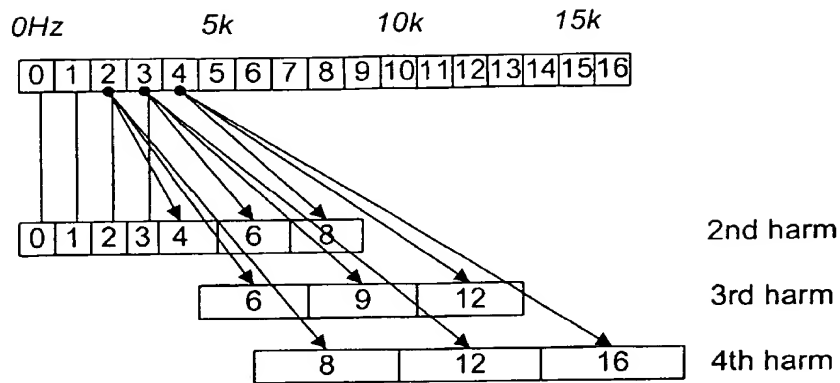 0Hz 5k 10k 15k
0 1 2 3 4 5 6 7 8 9 10 11 12 13 14 15 16
0 1 2 3 4 6 8 2nd harm
6 9 12 3rd harm
8 12 16 4th harm